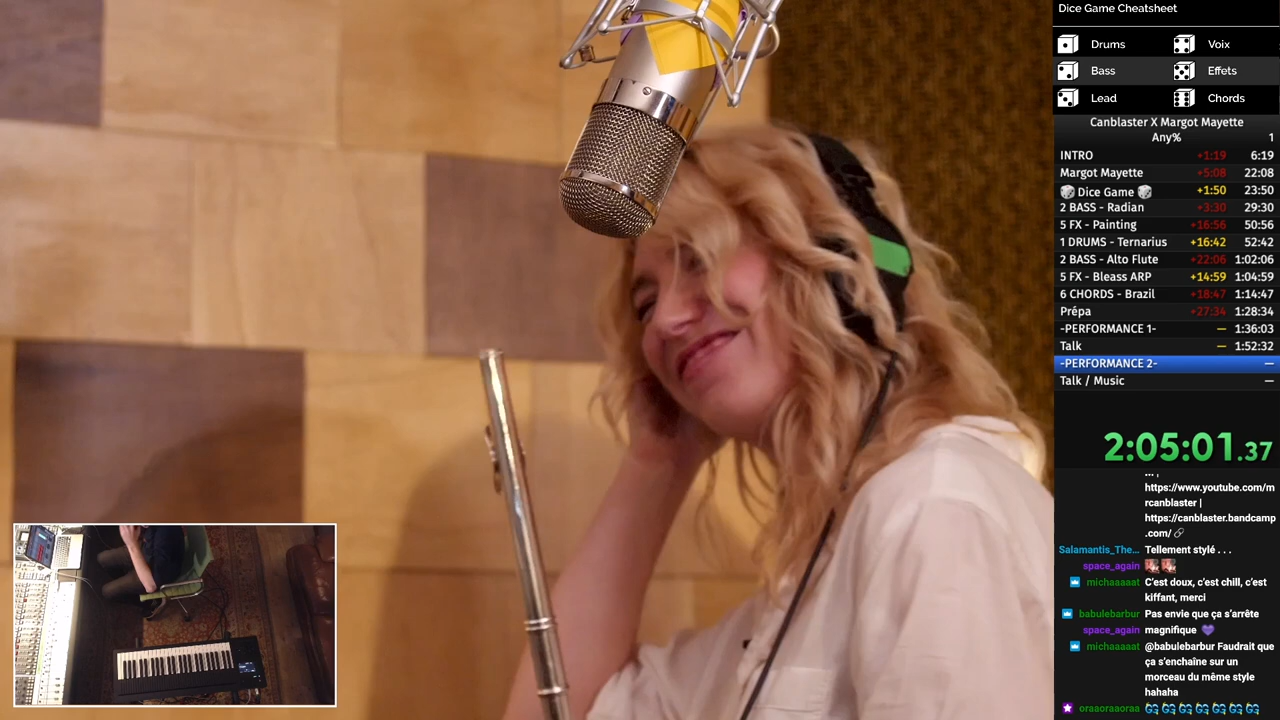 Dice Game Cheatsheet
Drums Voix
Bass Effets
Lead Chords
Canblaster X Margot Mayette
Any% 1
INTRO +1:19 6:19
Margot Mayette +5:08 22:08
🎲 Dice Game 🎲 +1:50 23:50
2 BASS - Radian +3:30 29:30
5 FX - Painting +16:56 50:56
1 DRUMS - Ternarius +16:42 52:42
2 BASS - Alto Flute +22:06 1:02:06
5 FX - Bleass ARP +14:59 1:04:59
6 CHORDS - Brazil +18:47 1:14:47
Prépa +27:34 1:28:34
-PERFORMANCE 1- — 1:36:03
Talk — 1:52:32
-PERFORMANCE 2- —
Talk / Music —
2:05:01.37
... |
https://www.youtube.com/m
rcanblaster |
https://canblaster.bandcamp
.com/ 🔗
Salamantis_The... Tellement stylé . . .
space_again
michaaaaat C'est doux, c'est chill, c'est
kiffant, merci
babulebarbur Pas envie que ça s'arrête
space_again magnifique 💜
michaaaaat @babulebarbur Faudrait que
ça s'enchaîne sur un
morceau du même style
hahaha
oraaoraaoraa